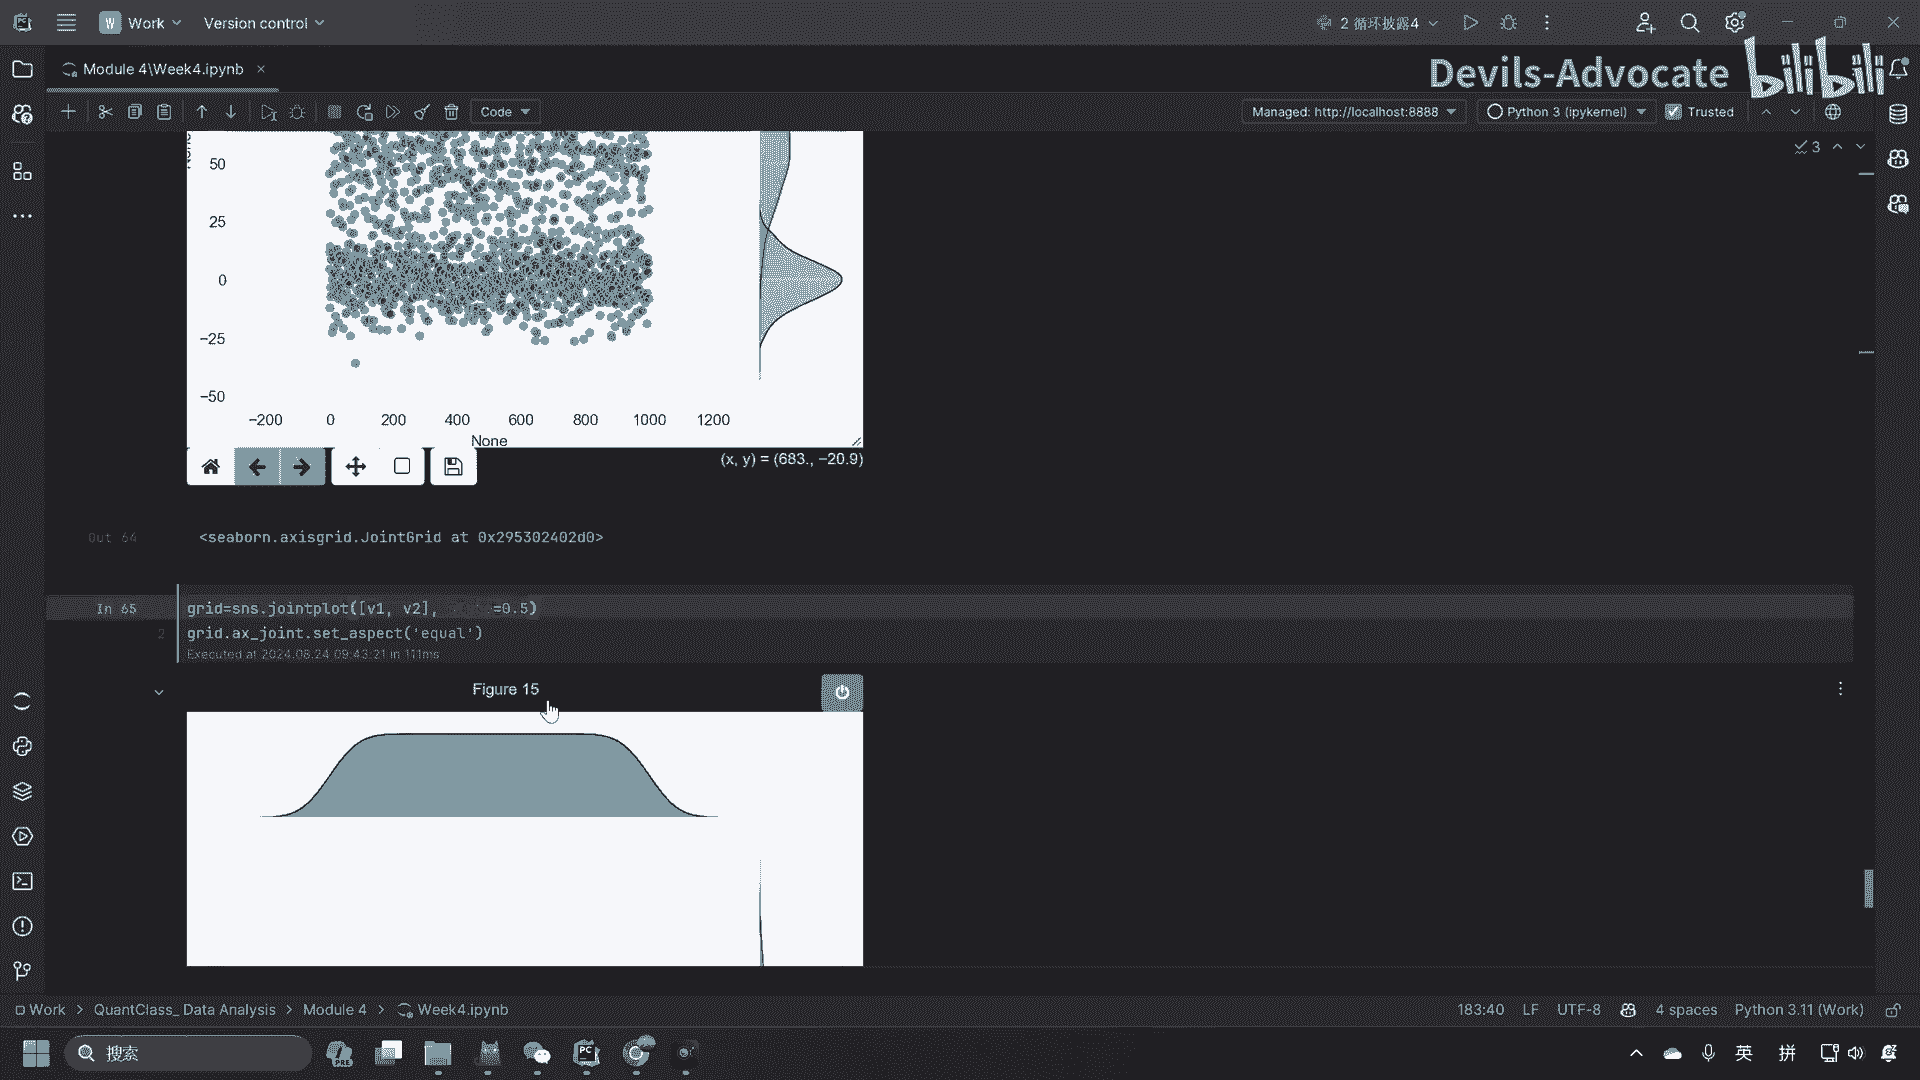 W Work Version control 2 循环披露4
Module 4\Week4.ipynb
Devils-Advocate bilibili
Code Managed: http://localhost:8888 Python 3 (ipykernel) Trusted
3
50
25
0
−25
−50
−200 0 200 400 600 800 1000 1200
None
(x, y) = (683., −20.9)
Out 64 <seaborn.axisgrid.JointGrid at 0x295302402d0>
In 65 grid=sns.jointplot([v1, v2], =0.5)
2 grid.ax_joint.set_aspect('equal')
Executed at 2024.08.24 09:43:21 in 111ms
Figure 15
Work > QuantClass_ Data Analysis > Module 4 > Week4.ipynb 183:40 LF UTF-8 4 spaces Python 3.11 (Work)
搜索 英 拼